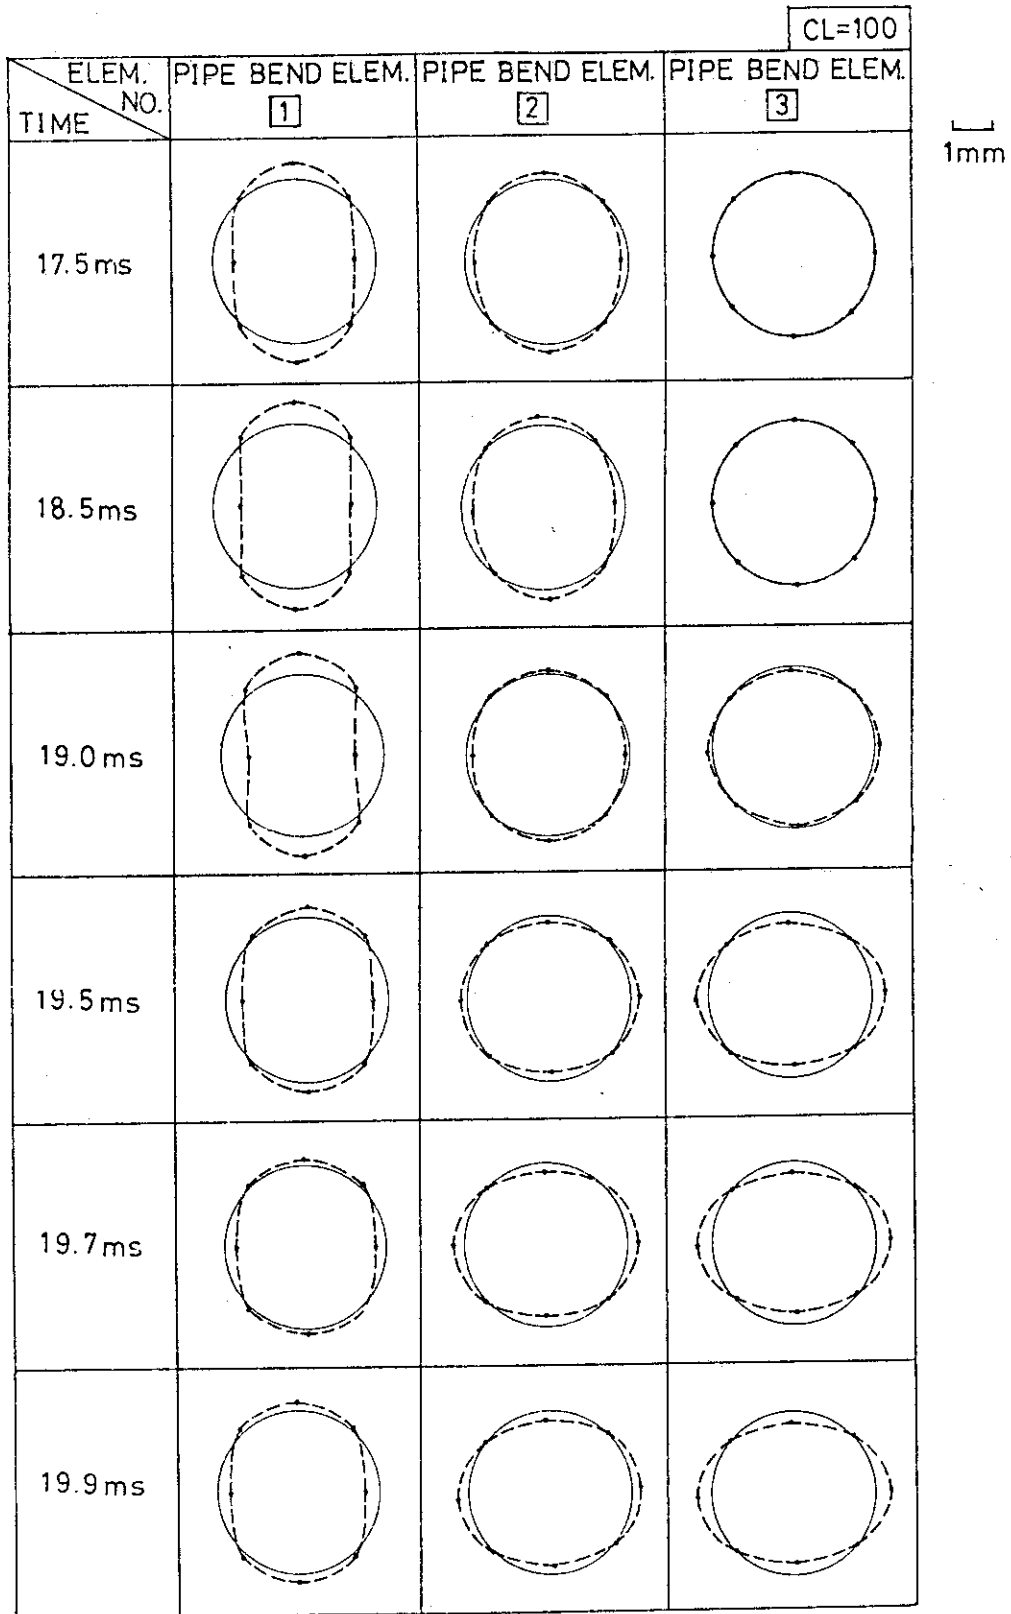 CL=100
ELEM. NO.
TIME
PIPE BEND ELEM. 1
PIPE BEND ELEM. 2
PIPE BEND ELEM. 3
1mm
17.5ms
18.5ms
19.0ms
19.5ms
19.7ms
19.9ms